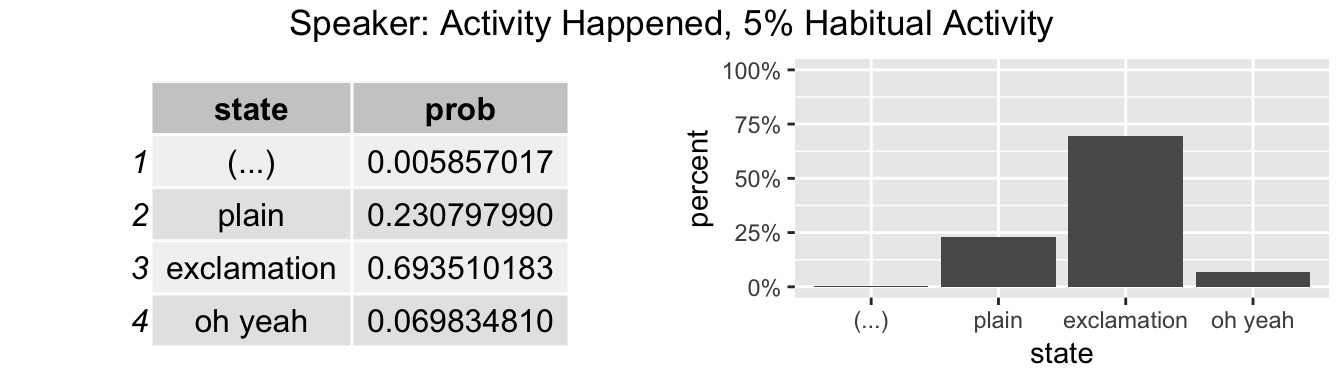 Speaker: Activity Happened, 5% Habitual Activity
state prob
1 (...) 0.005857017
2 plain 0.230797990
3 exclamation 0.693510183
4 oh yeah 0.069834810
percent
100%
75%
50%
25%
0%
(...) plain exclamation oh yeah
state